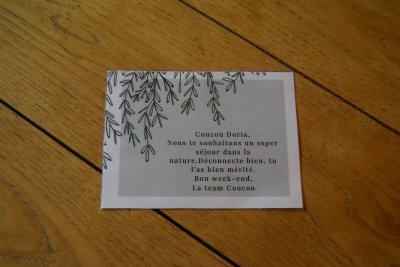 Coucou Doria,
Nous te souhaitons un super
séjour dans la
nature.Déconnecte bien, tu
l'as bien mérité.
Bon week-end,
La team Coucoo